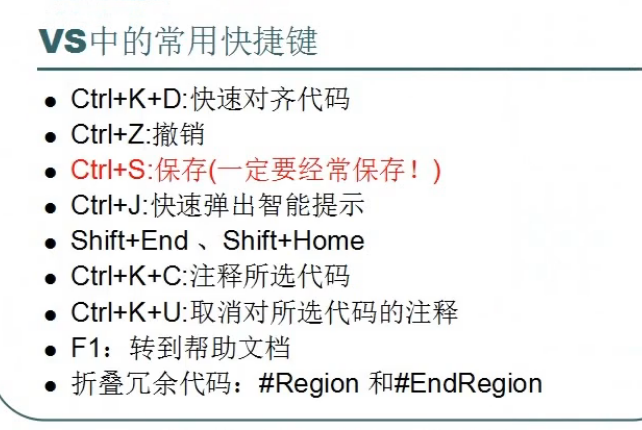 VS中的常用快捷键
● Ctrl+K+D:快速对齐代码
● Ctrl+Z:撤销
● Ctrl+S:保存(一定要经常保存！)
● Ctrl+J:快速弹出智能提示
● Shift+End 、Shift+Home
● Ctrl+K+C:注释所选代码
● Ctrl+K+U:取消对所选代码的注释
● F1：转到帮助文档
● 折叠冗余代码：#Region 和#EndRegion